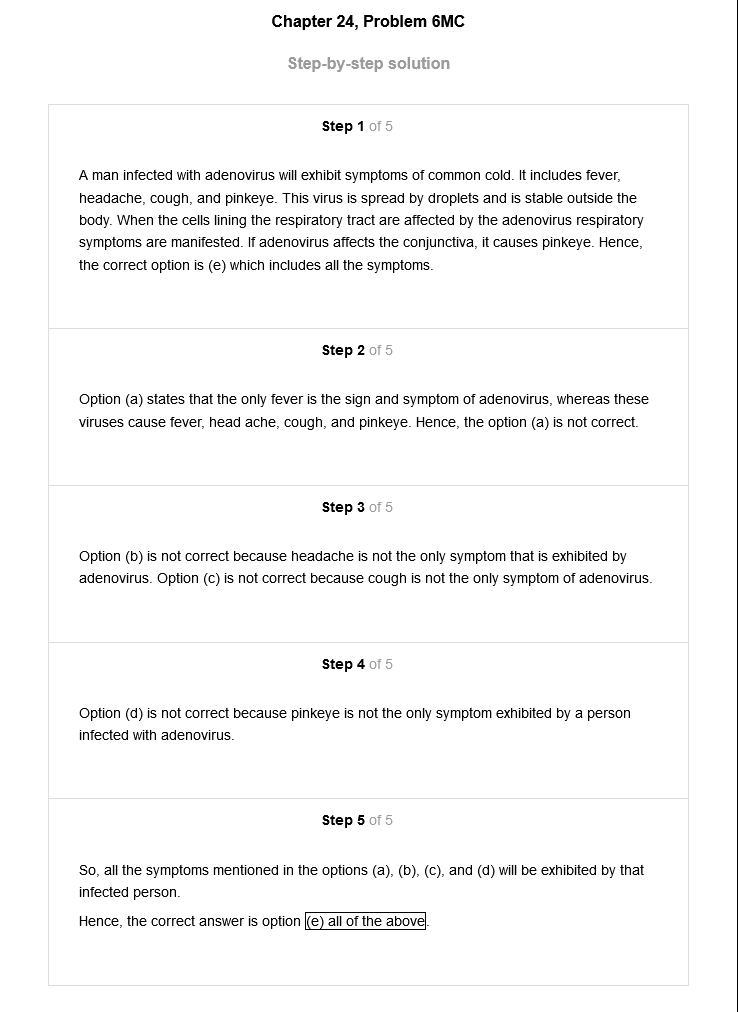 Chapter 24, Problem 6MC
Step-by-step solution
Step 1 of 5
A man infected with adenovirus will exhibit symptoms of common cold. It includes fever,
headache, cough, and pinkeye. This virus is spread by droplets and is stable outside the
body. When the cells lining the respiratory tract are affected by the adenovirus respiratory
symptoms are manifested. If adenovirus affects the conjunctiva, it causes pinkeye. Hence,
the correct option is (e) which includes all the symptoms.
Step 2 of 5
Option (a) states that the only fever is the sign and symptom of adenovirus, whereas these
viruses cause fever, head ache, cough, and pinkeye. Hence, the option (a) is not correct.
Step 3 of 5
Option (b) is not correct because headache is not the only symptom that is exhibited by
adenovirus. Option (c) is not correct because cough is not the only symptom of adenovirus.
Step 4 of 5
Option (d) is not correct because pinkeye is not the only symptom exhibited by a person
infected with adenovirus.
Step 5 of 5
So, all the symptoms mentioned in the options (a), (b), (c), and (d) will be exhibited by that
infected person.
Hence, the correct answer is option (e) all of the above.